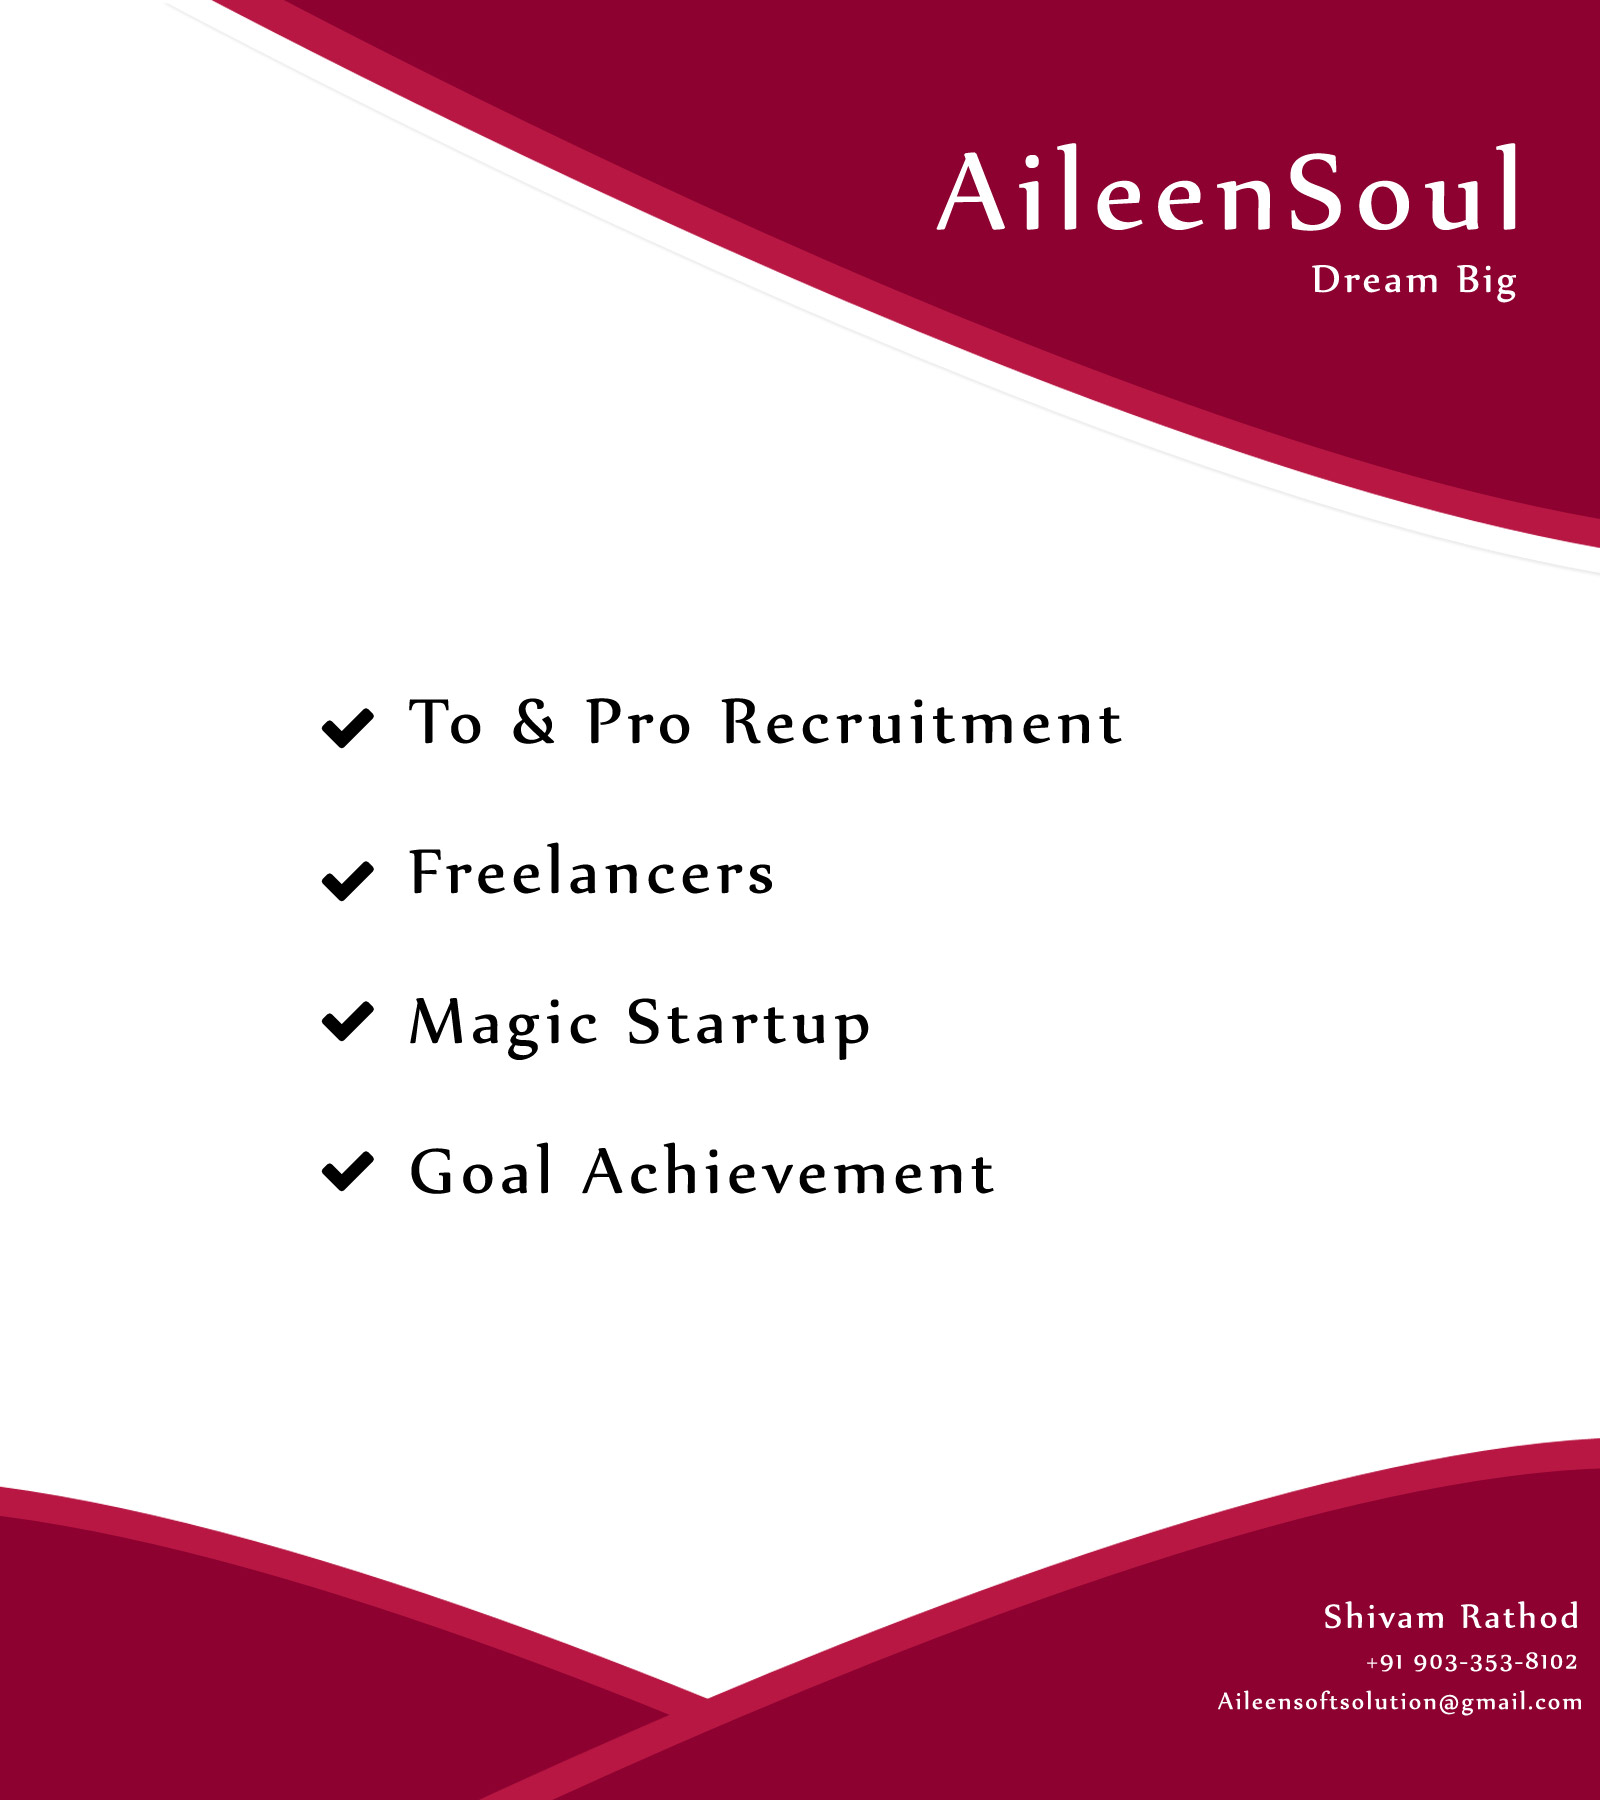 AileenSoul
Dream Big
To & Pro Recruitment
Freelancers
Magic Startup
Goal Achievement
Shivam Rathod
+91 903-353-8102
Aileensoftsolution@gmail.com